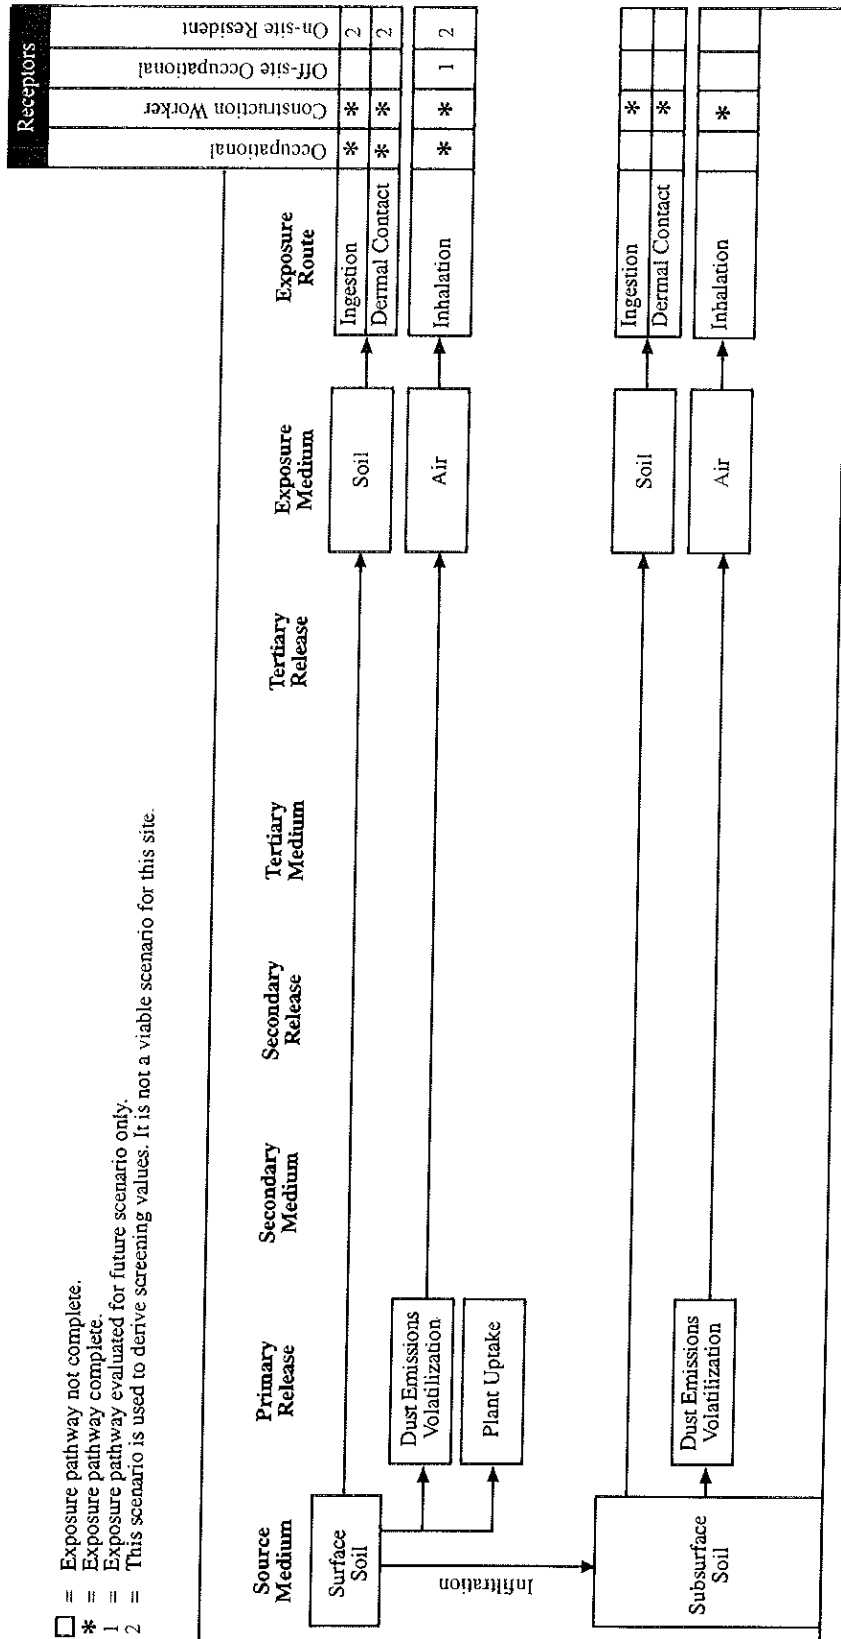 □ = Exposure pathway not complete.
* = Exposure pathway complete.
1 = Exposure pathway evaluated for future scenario only.
2 = This scenario is used to derive screening values. It is not a viable scenario for this site.
Receptors
Occupational
Construction Worker
Off-site Occupational
On-site Resident
Source
Medium
Primary
Release
Secondary
Medium
Secondary
Release
Tertiary
Medium
Tertiary
Release
Exposure
Medium
Exposure
Route
Surface
Soil
Soil
Ingestion * * 2
Dermal Contact * * 2
Dust Emissions
Volatilization
Air
Inhalation * * 1 2
Plant Uptake
Infiltration
Subsurface
Soil
Soil
Ingestion *
Dermal Contact *
Dust Emissions
Volatilization
Air
Inhalation *